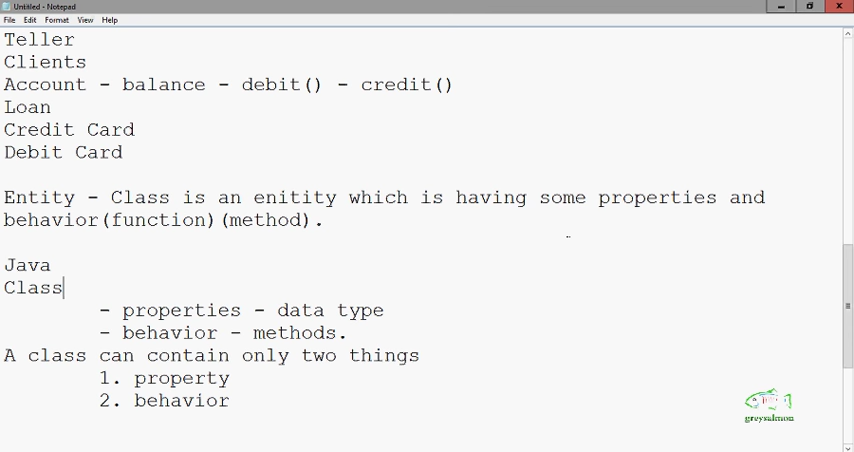 Untitled - Notepad
File Edit Format View Help
Teller
Clients
Account - balance - debit() - credit()
Loan
Credit Card
Debit Card
Entity - Class is an enitity which is having some properties and
behavior(function)(method).
Java
Class
- properties - data type
- behavior - methods.
A class can contain only two things
1. property
2. behavior
greysalmon